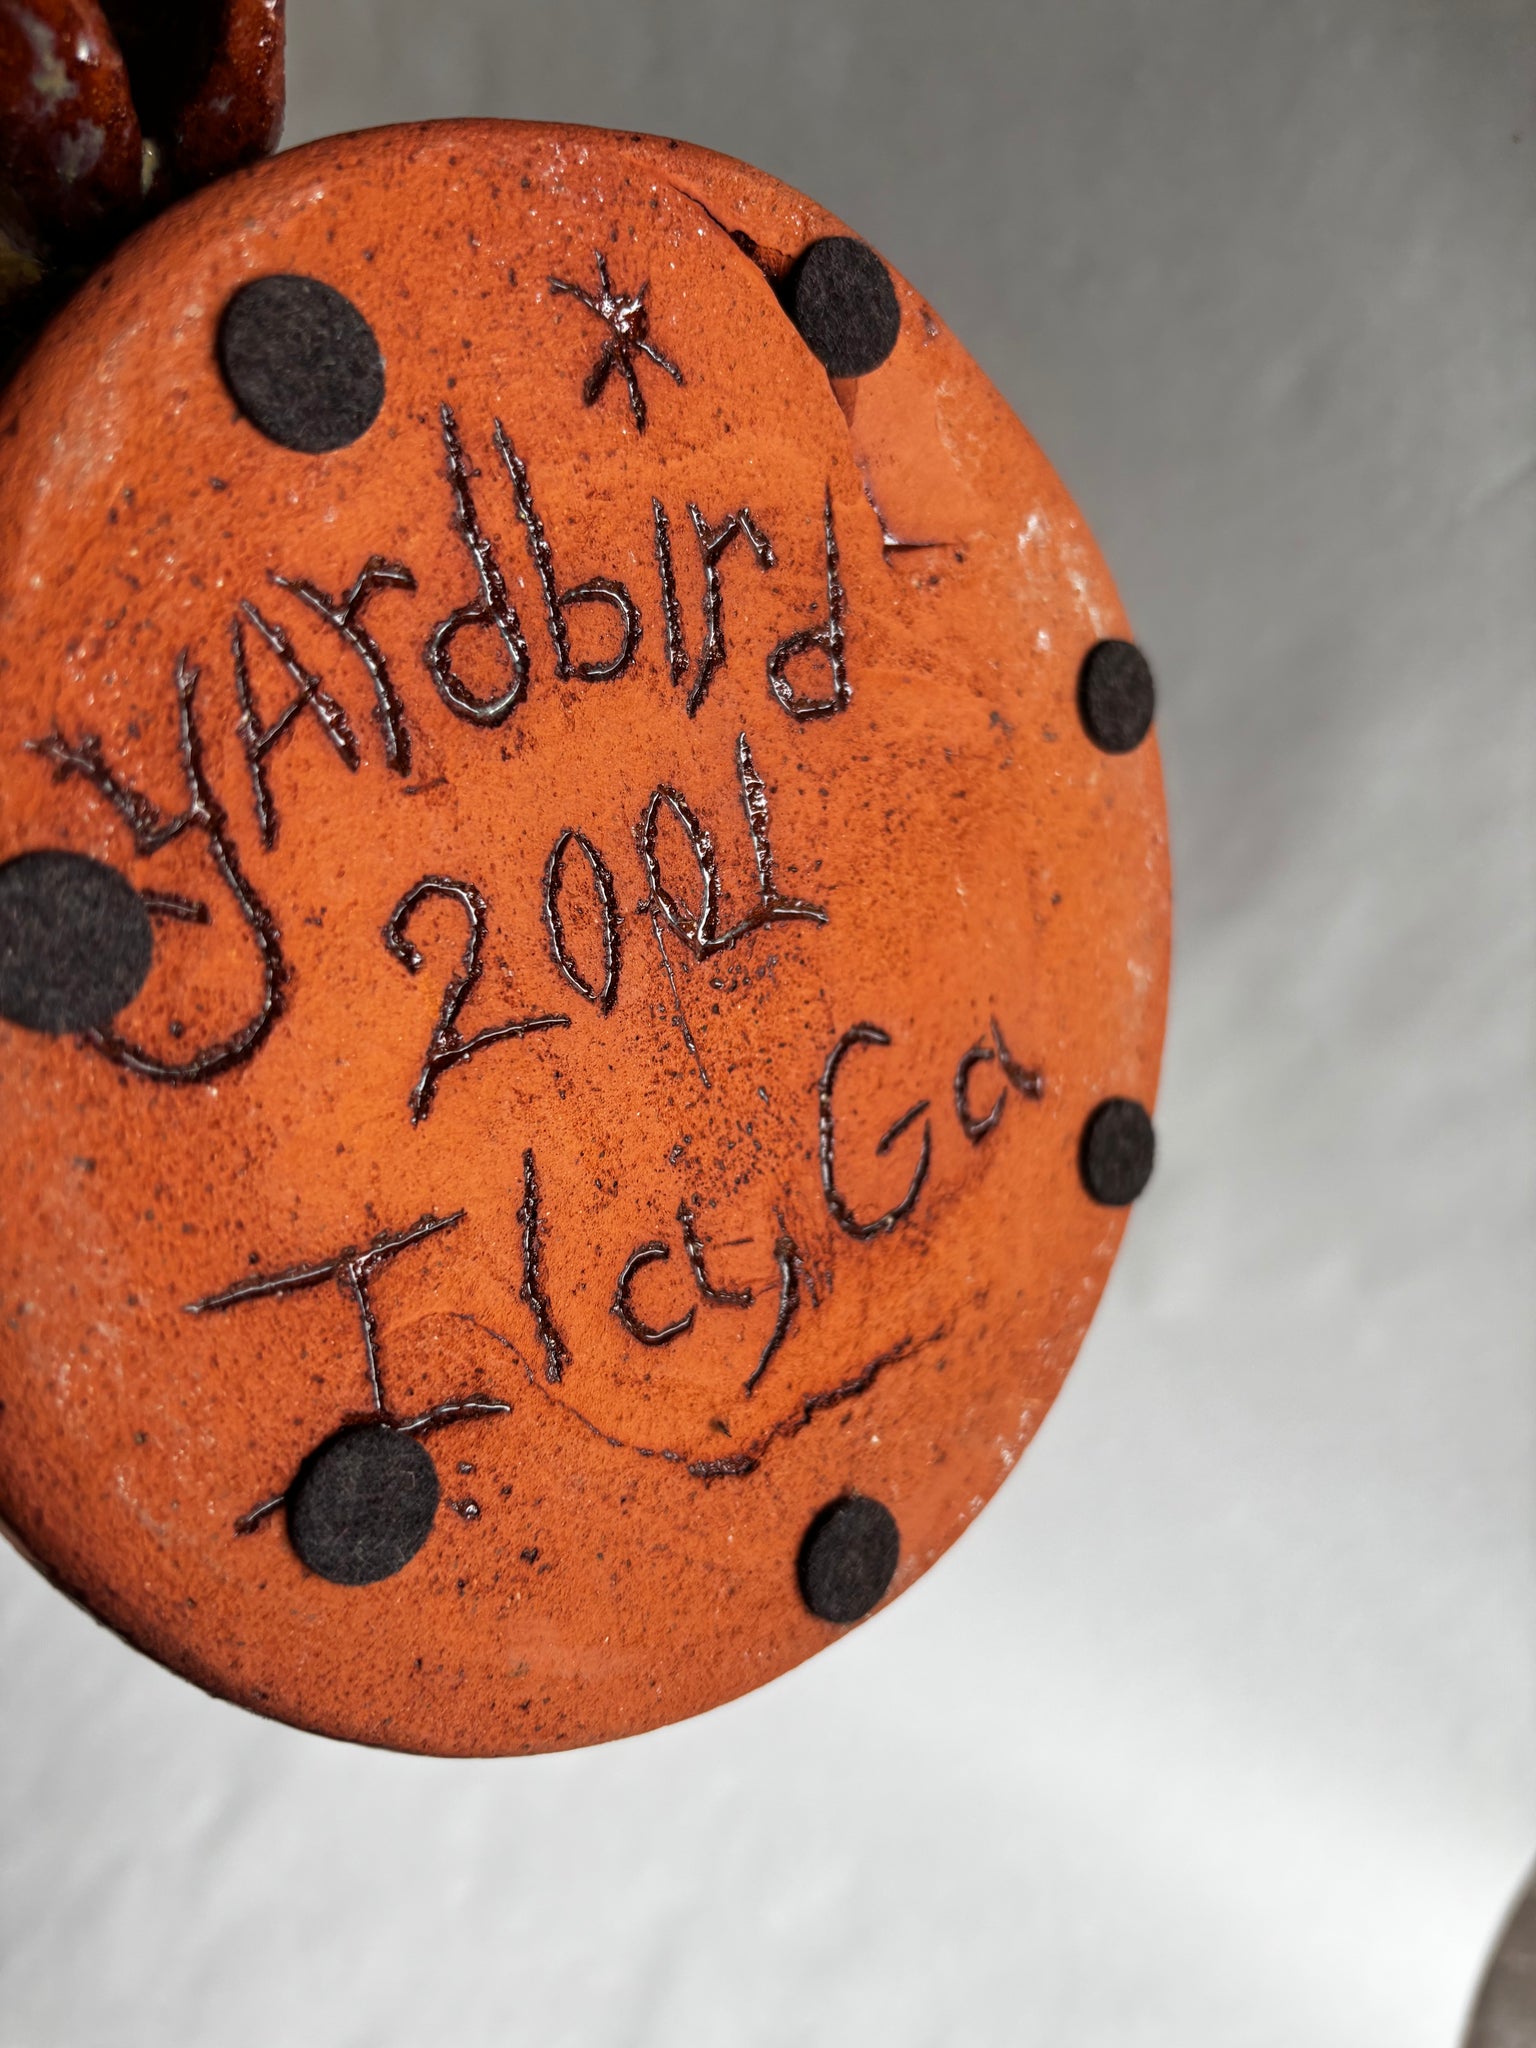 yArdbird
2001
Ila, Ga